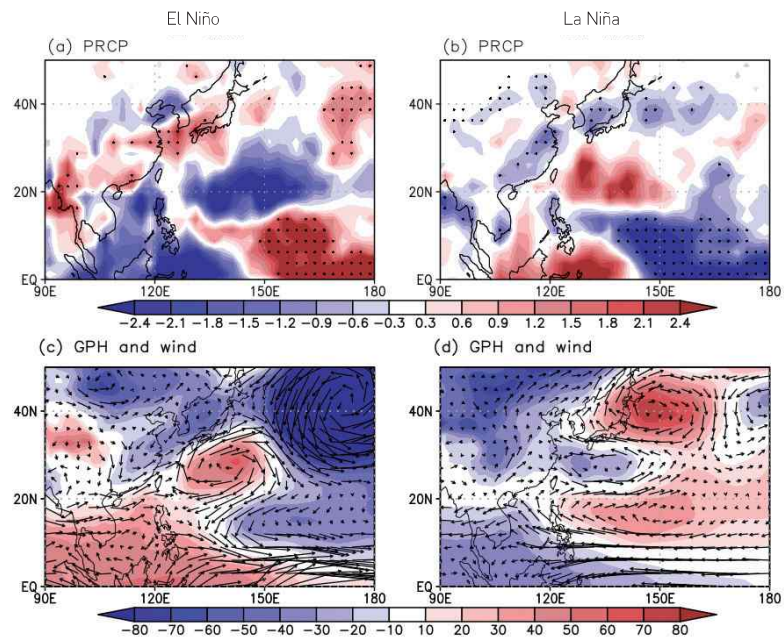 El Niño La Niña
(a) PRCP (b) PRCP
40N 40N
20N 20N
EQ EQ
90E 120E 150E 180 90E 120E 150E 180
−2.4 −2.1 −1.8 −1.5 −1.2 −0.9 −0.6 −0.3 0.3 0.6 0.9 1.2 1.5 1.8 2.1 2.4
(c) GPH and wind (d) GPH and wind
40N 40N
20N 20N
EQ EQ
90E 120E 150E 180 90E 120E 150E 180
−80 −70 −60 −50 −40 −30 −20 −10 10 20 30 40 50 60 70 80